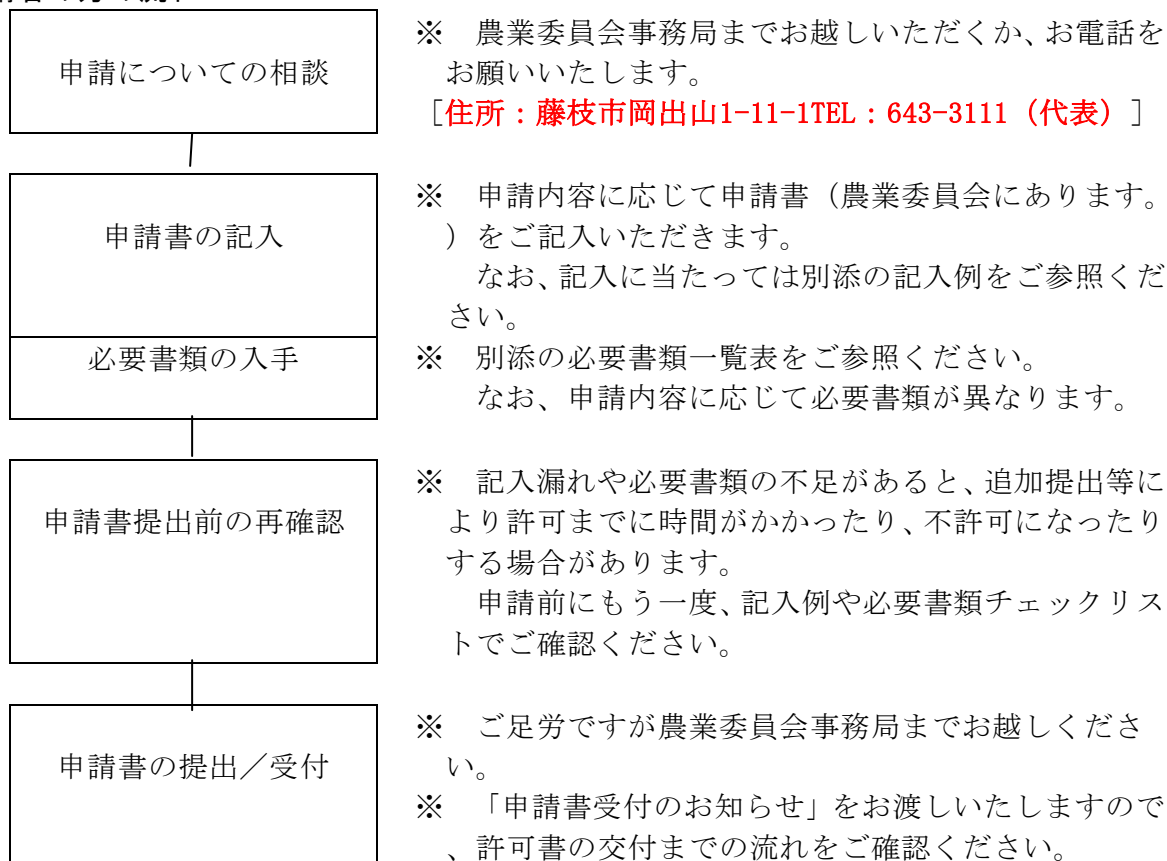 申請についての相談
※ 農業委員会事務局までお越しいただくか、お電話を
お願いいたします。
[住所：藤枝市岡出山1-11-1TEL：643-3111（代表）]
申請書の記入
※ 申請内容に応じて申請書（農業委員会にあります。
）をご記入いただきます。
なお、記入に当たっては別添の記入例をご参照くだ
さい。
必要書類の入手
※ 別添の必要書類一覧表をご参照ください。
なお、申請内容に応じて必要書類が異なります。
申請書提出前の再確認
※ 記入漏れや必要書類の不足があると、追加提出等に
より許可までに時間がかかったり、不許可になったり
する場合があります。
申請前にもう一度、記入例や必要書類チェックリス
トでご確認ください。
申請書の提出／受付
※ ご足労ですが農業委員会事務局までお越しくださ
い。
※ 「申請書受付のお知らせ」をお渡しいたしますので
、許可書の交付までの流れをご確認ください。